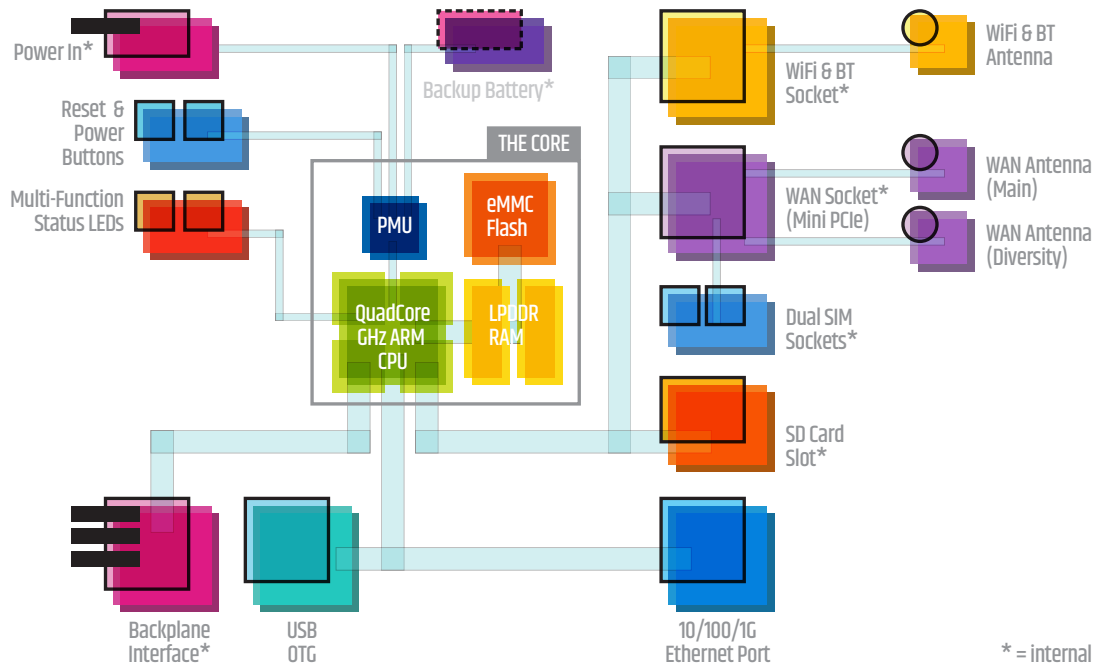 Power In*
Backup Battery*
WiFi & BT
Socket*
WiFi & BT
Antenna
Reset &
Power
Buttons
THE CORE
Multi-Function
Status LEDs
PMU
eMMC
Flash
WAN Socket*
(Mini PCIe)
WAN Antenna
(Main)
WAN Antenna
(Diversity)
QuadCore
GHz ARM
CPU
LPDDR
RAM
Dual SIM
Sockets*
SD Card
Slot*
Backplane
Interface*
USB
OTG
10/100/1G
Ethernet Port
* = internal